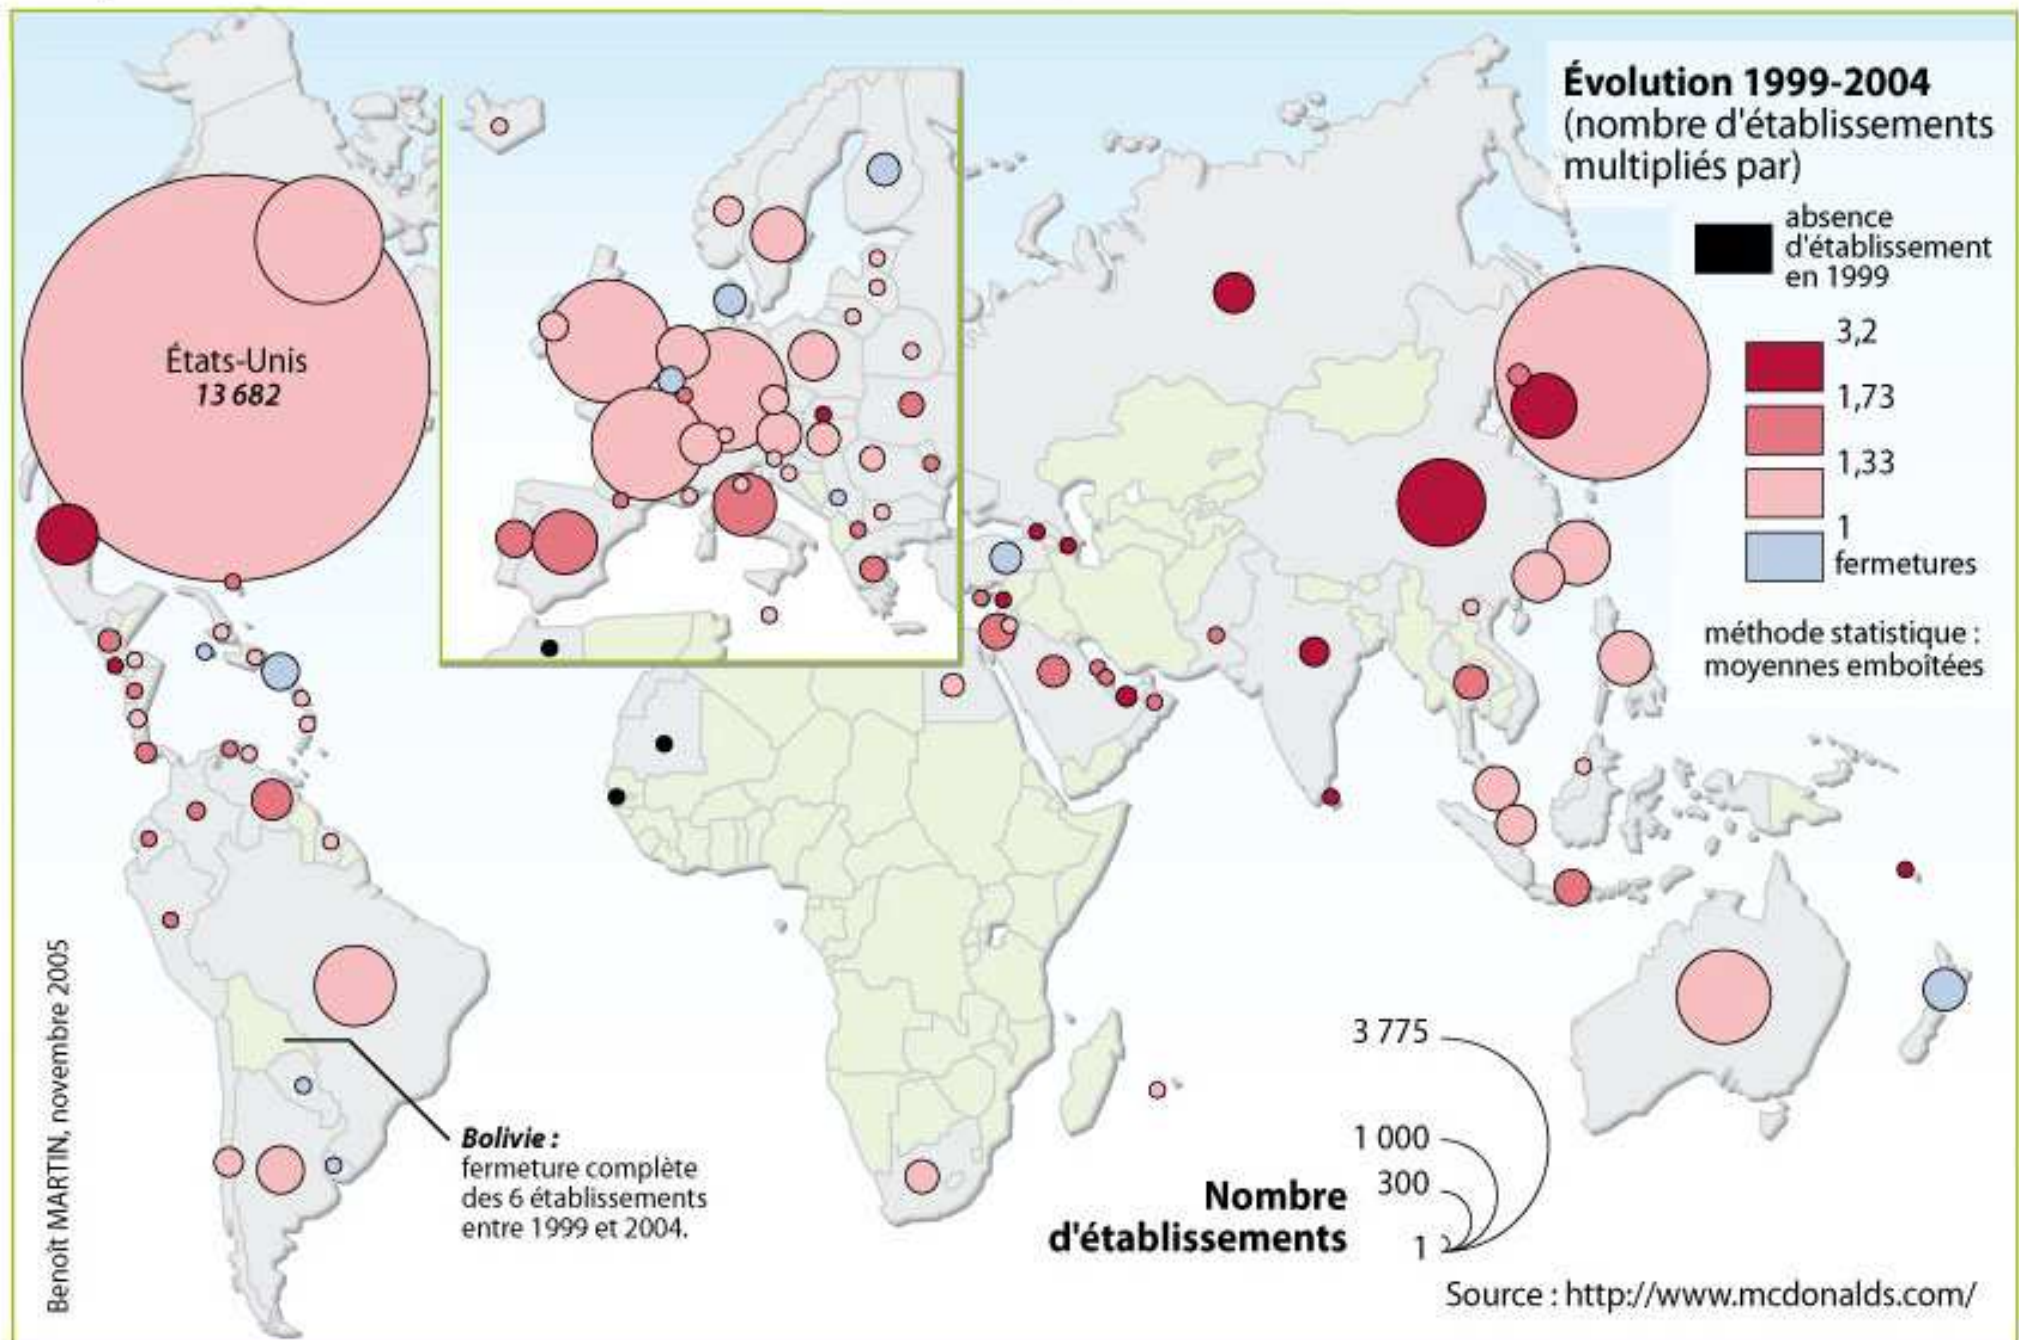 Évolution 1999-2004
(nombre d'établissements
multipliés par)
absence
d'établissement
en 1999
3,2
1,73
1,33
1
fermetures
méthode statistique :
moyennes emboîtées
États-Unis
13 682
Bolivie :
fermeture complète
des 6 établissements
entre 1999 et 2004.
Nombre
d'établissements
3 775
1 000
300
1
Source : http://www.mcdonalds.com/
Benoît MARTIN, novembre 2005